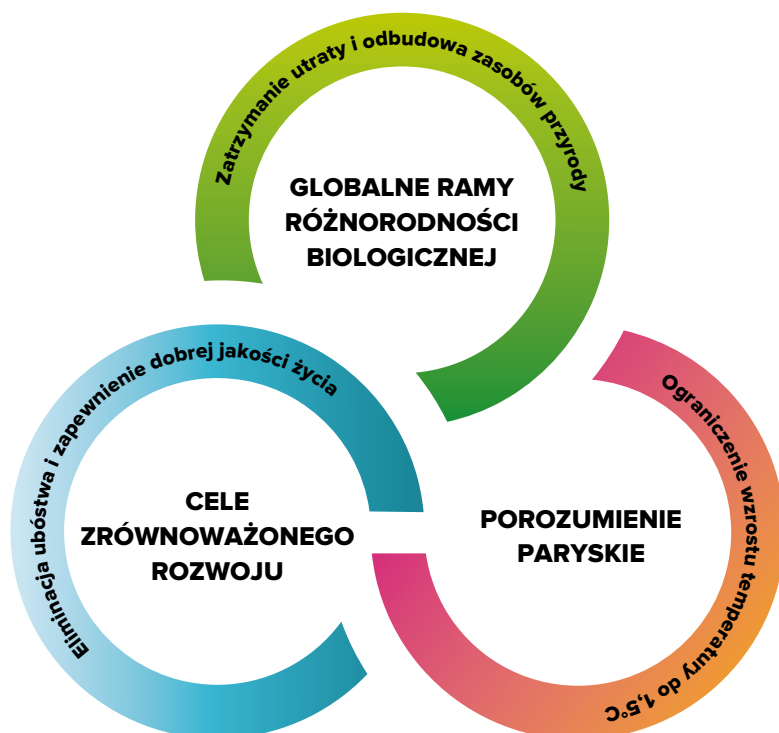 Zatrzymanie utraty i odbudowa zasobów przyrody
GLOBALNE RAMY
RÓŻNORODNOŚCI
BIOLOGICZNEJ
Eliminacja ubóstwa i zapewnienie dobrej jakości życia
CELE
ZRÓWNOWAŻONEGO
ROZWOJU
Ograniczenie wzrostu temperatury do 1,5°C
POROZUMIENIE
PARYSKIE